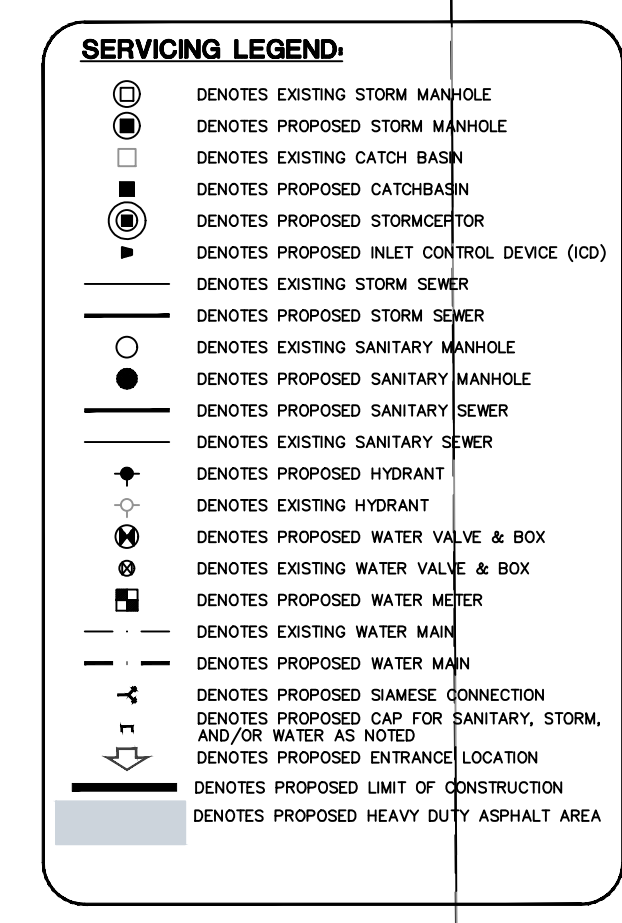 SERVICING LEGEND:
DENOTES EXISTING STORM MANHOLE
DENOTES PROPOSED STORM MANHOLE
DENOTES EXISTING CATCH BASIN
DENOTES PROPOSED CATCHBASIN
DENOTES PROPOSED STORMCEPTOR
DENOTES PROPOSED INLET CONTROL DEVICE (ICD)
DENOTES EXISTING STORM SEWER
DENOTES PROPOSED STORM SEWER
DENOTES EXISTING SANITARY MANHOLE
DENOTES PROPOSED SANITARY MANHOLE
DENOTES PROPOSED SANITARY SEWER
DENOTES EXISTING SANITARY SEWER
DENOTES PROPOSED HYDRANT
DENOTES EXISTING HYDRANT
DENOTES PROPOSED WATER VALVE & BOX
DENOTES EXISTING WATER VALVE & BOX
DENOTES PROPOSED WATER METER
DENOTES EXISTING WATER MAIN
DENOTES PROPOSED WATER MAIN
DENOTES PROPOSED SIAMESE CONNECTION
DENOTES PROPOSED CAP FOR SANITARY, STORM,
AND/OR WATER AS NOTED
DENOTES PROPOSED ENTRANCE LOCATION
DENOTES PROPOSED LIMIT OF CONSTRUCTION
DENOTES PROPOSED HEAVY DUTY ASPHALT AREA